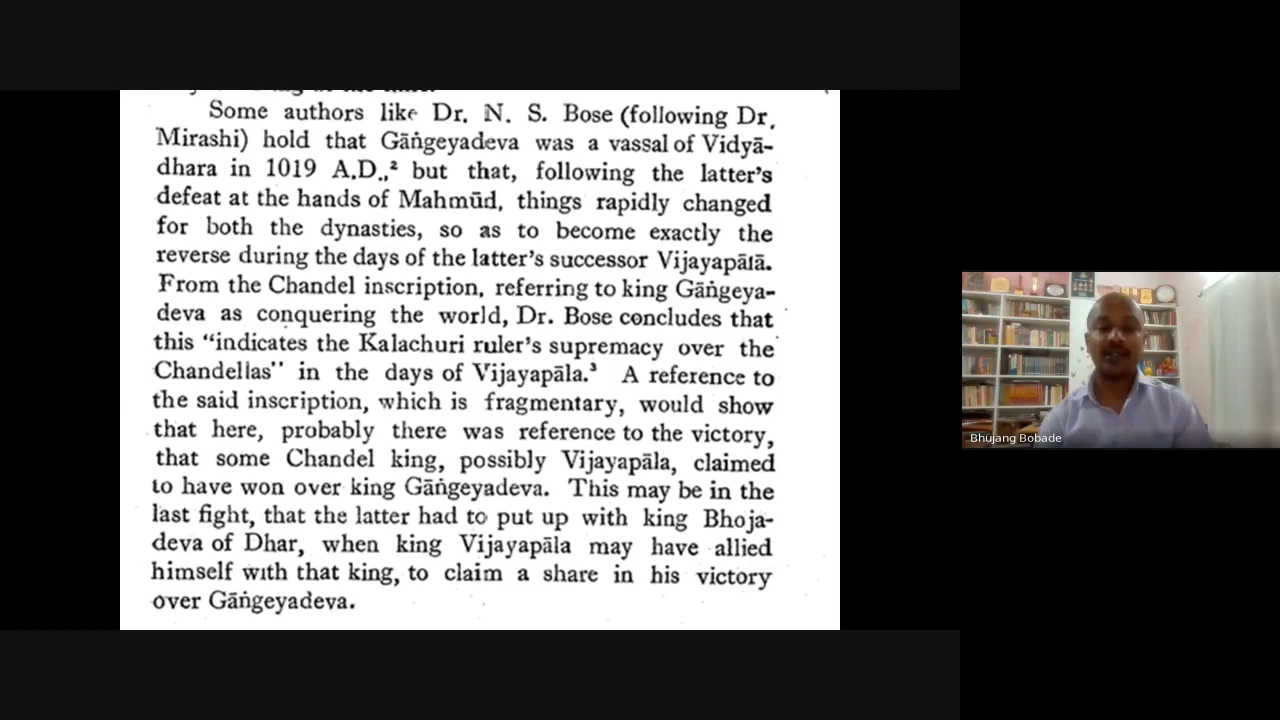 Some authors like Dr. N. S. Bose (following Dr.
Mirashi) hold that Gāṅgeyadeva was a vassal of Vidyā-
dhara in 1019 A.D.,² but that, following the latter's
defeat at the hands of Mahmūd, things rapidly changed
for both the dynasties, so as to become exactly the
reverse during the days of the latter's successor Vijayapālā.
From the Chandel inscription, referring to king Gāṅgeya-
deva as conquering the world, Dr. Bose concludes that
this “indicates the Kalachuri ruler's supremacy over the
Chandellas” in the days of Vijayapāla.³ A reference to
the said inscription, which is fragmentary, would show
that here, probably there was reference to the victory,
that some Chandel king, possibly Vijayapāla, claimed
to have won over king Gāṅgeyadeva. This may be in the
last fight, that the latter had to put up with king Bhoja-
deva of Dhar, when king Vijayapāla may have allied
himself with that king, to claim a share in his victory
over Gāṅgeyadeva.
Bhujang Bobade